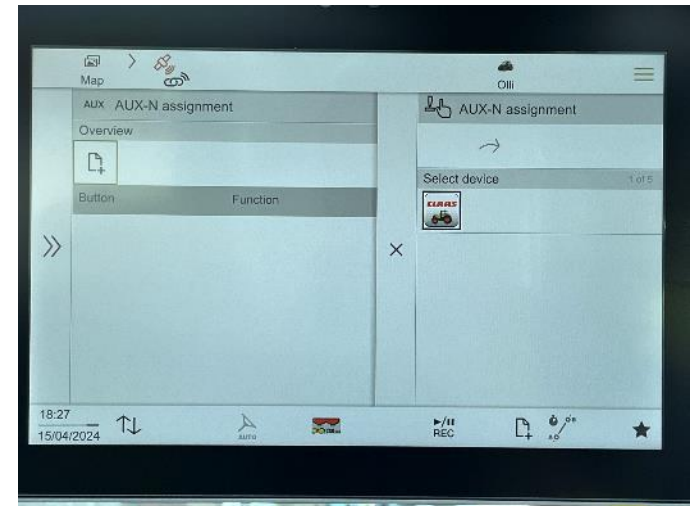 Map
Olli
AUX AUX-N assignment
Overview
Button Function
AUX-N assignment
Select device 1 of 5
CLAAS
18:27
15/04/2024
AUTO
REC